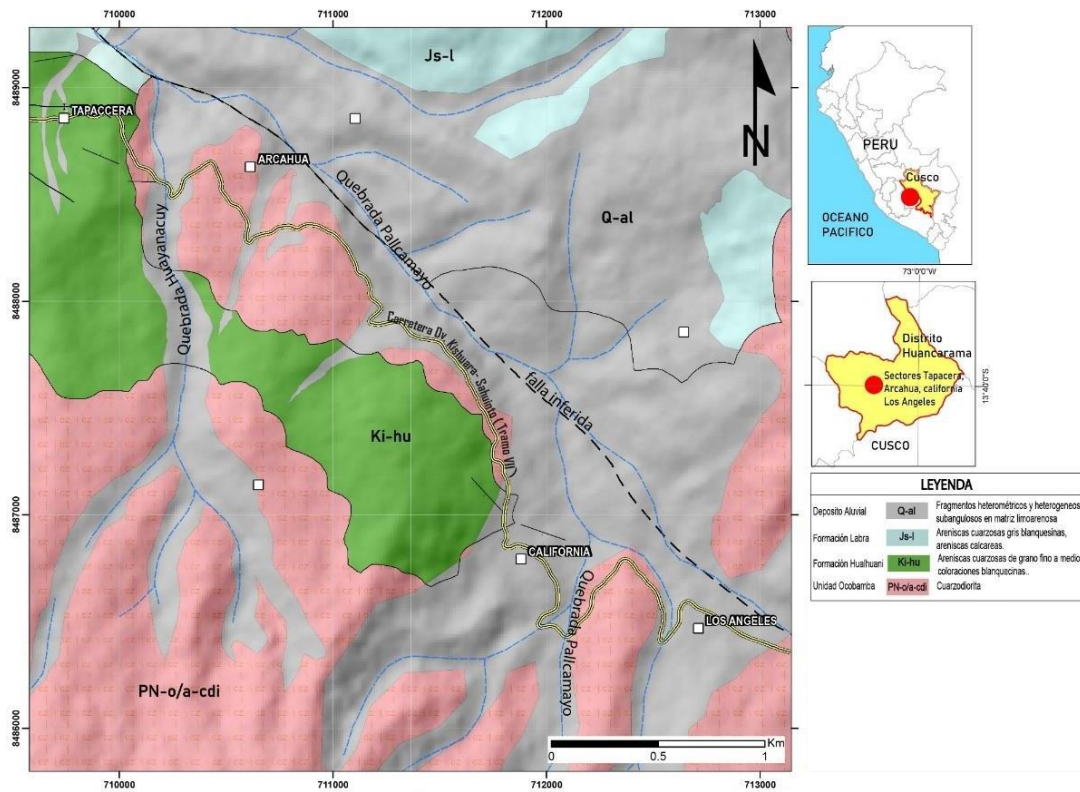 710000
711000
712000
713000
8489000
8488000
8487000
8486000
Js-l
TAPACCERA
ARCAHUA
Quebrada Pallcamayo
Q-al
Quebrada Huayanacuy
Carretera Dv. Kishuara- Sahuinto ( Tramo VII )
falla inferida
Ki-hu
CALIFORNIA
Quebrada Pallcamayo
LOS ANGELES
PN-o/a-cdi
N
Km
0
0.5
1
710000
711000
712000
713000
PERU
Cusco
OCEANO
PACIFICO
73°0'0"W
Distrito
Huancarama
Sectores Tapacera,
Arcahua, california
Los Angeles
CUSCO
13°40'0"S
LEYENDA
Deposito Aluvial
Q-al
Fragmentos heterométricos y heterogeneos
subangulosos en matriz limoarenosa
Formación Labra
Js-l
Areniscas cuarzosas gris blanquesinas,
areniscas calcareas.
Formación Hualhuani
Ki-hu
Areniscas cuarzosas de grano fino a medio
coloraciones blanquecinas..
Unidad Ocobamba
PN-o/a-cdi
Cuarzodiorita